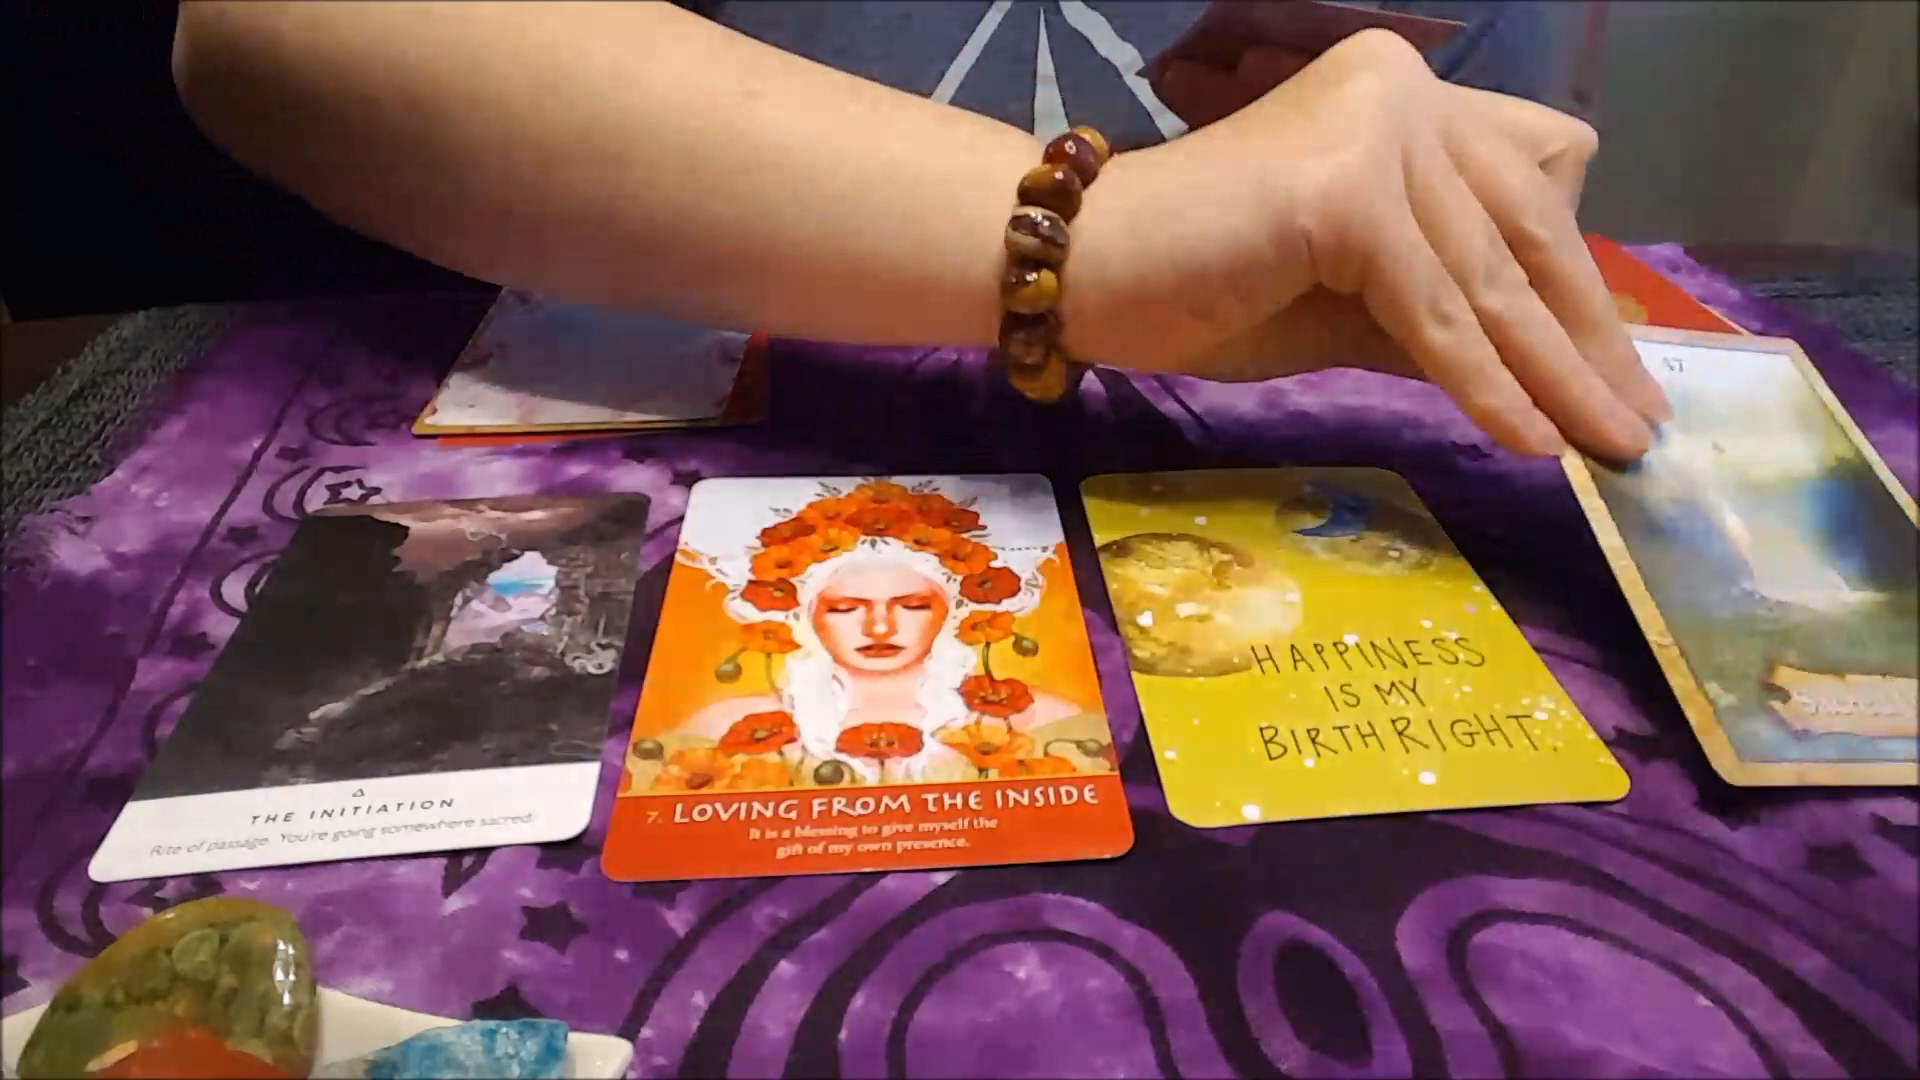 THE INITIATION
Rite of passage. You're going somewhere sacred.
7. LOVING FROM THE INSIDE
It is a blessing to give myself the
gift of my own presence.
HAPPINESS
IS MY
BIRTHRIGHT.
47